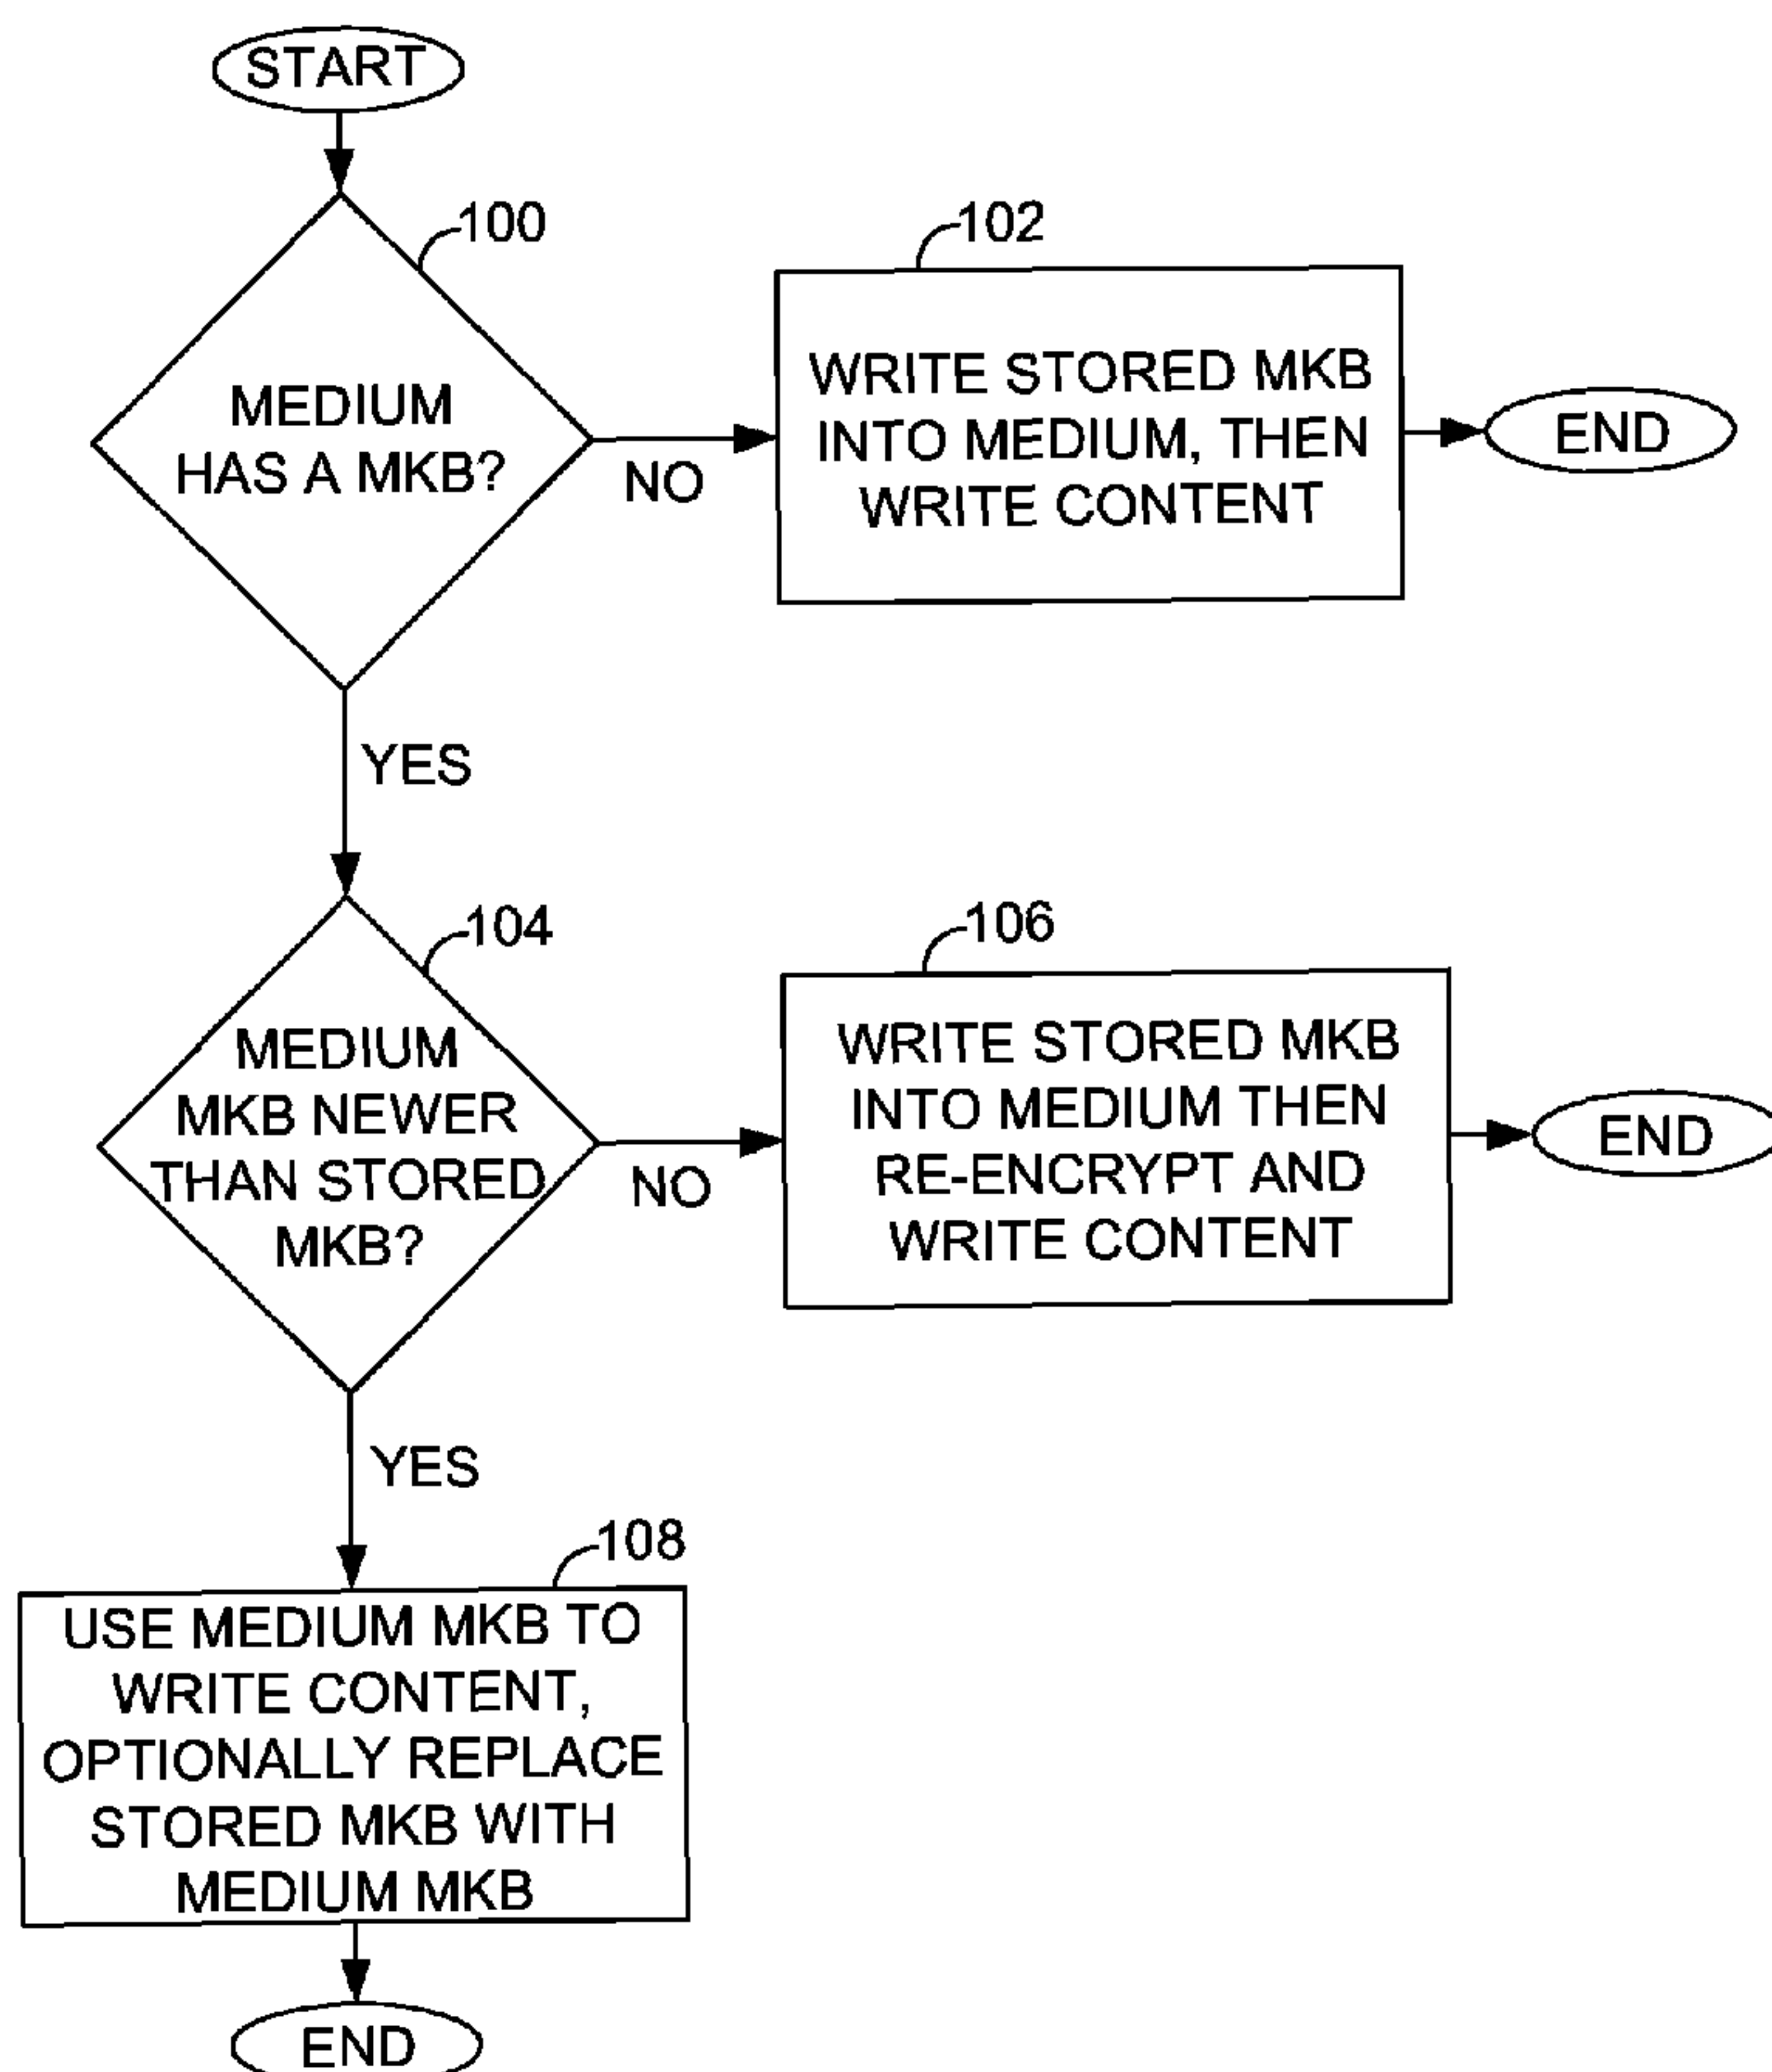 START
100
MEDIUM
HAS A MKB?
NO
102
WRITE STORED MKB
INTO MEDIUM, THEN
WRITE CONTENT
END
YES
104
MEDIUM
MKB NEWER
THAN STORED
MKB?
NO
106
WRITE STORED MKB
INTO MEDIUM THEN
RE-ENCRYPT AND
WRITE CONTENT
END
YES
108
USE MEDIUM MKB TO
WRITE CONTENT,
OPTIONALLY REPLACE
STORED MKB WITH
MEDIUM MKB
END